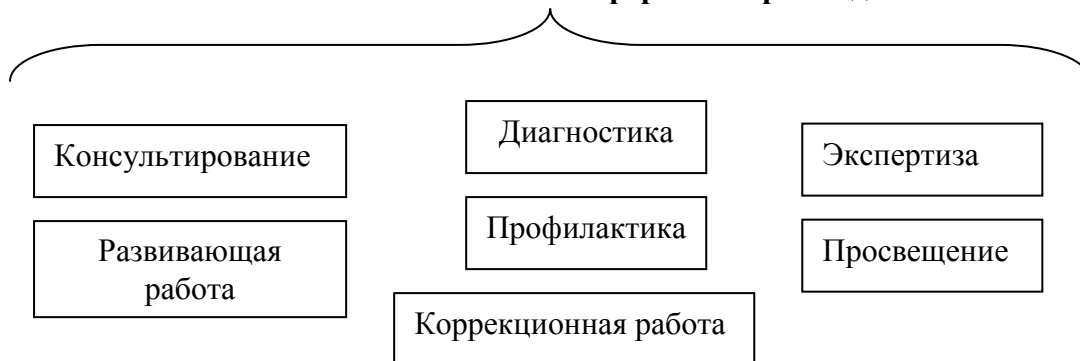 Консультирование
Диагностика
Экспертиза
Развивающая
работа
Профилактика
Просвещение
Коррекционная работа